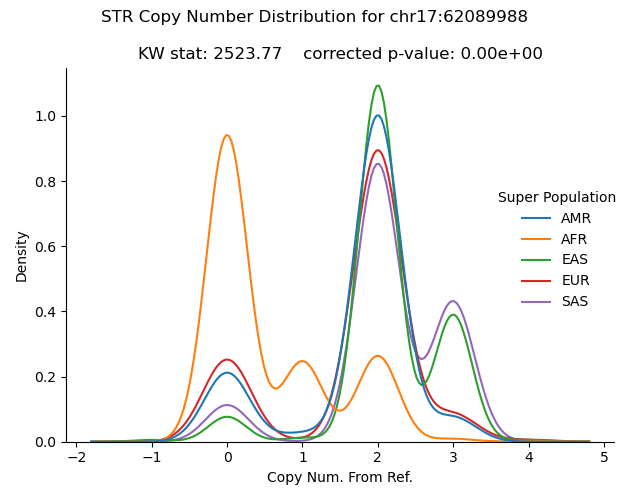 STR Copy Number Distribution for chr17:62089988
KW stat: 2523.77    corrected p-value: 0.00e+00
1.0
0.8
0.6
0.4
0.2
0.0
Density
−2 −1 0 1 2 3 4 5
Copy Num. From Ref.
Super Population
AMR
AFR
EAS
EUR
SAS